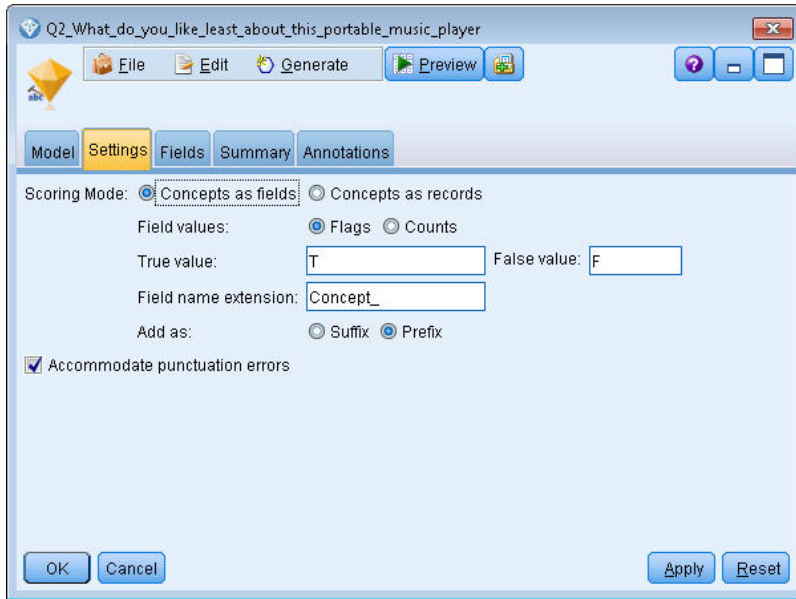 Q2_What_do_you_like_least_about_this_portable_music_player
File Edit Generate Preview ?
abc
Model Settings Fields Summary Annotations
Scoring Mode: Concepts as fields Concepts as records
Field values: Flags Counts
True value: T False value: F
Field name extension: Concept_
Add as: Suffix Prefix
Accommodate punctuation errors
OK Cancel Apply Reset